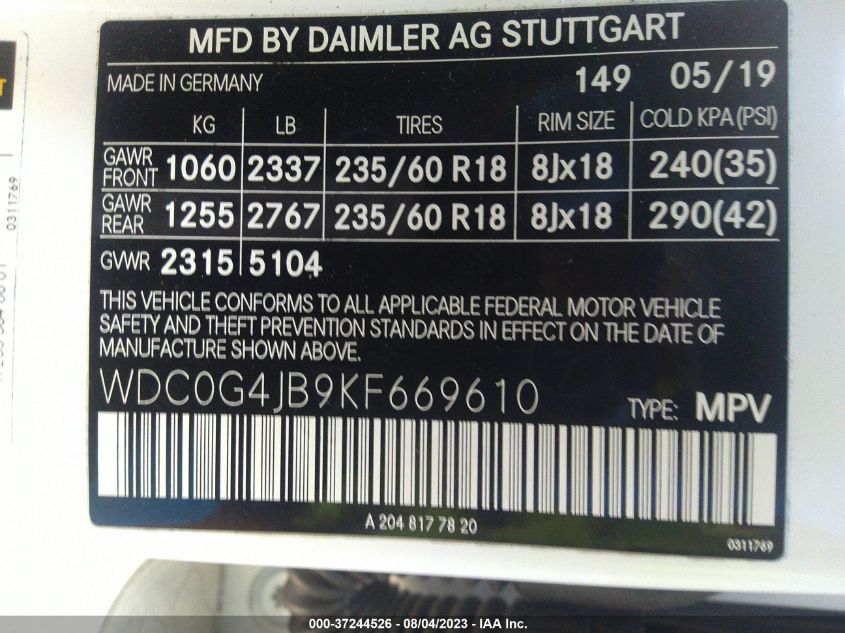 MFD BY DAIMLER AG STUTTGART
MADE IN GERMANY 149 05/19
KG LB TIRES RIM SIZE COLD KPA (PSI)
GAWR FRONT 1060 2337 235/60 R18 8Jx18 240(35)
GAWR REAR 1255 2767 235/60 R18 8Jx18 290(42)
GVWR 2315 5104
THIS VEHICLE CONFORMS TO ALL APPLICABLE FEDERAL MOTOR VEHICLE
SAFETY AND THEFT PREVENTION STANDARDS IN EFFECT ON THE DATE OF
MANUFACTURE SHOWN ABOVE.
WDC0G4JB9KF669610 TYPE: MPV
A 204 817 78 20
0311769
0311769
000-37244526 - 08/04/2023 - IAA Inc.